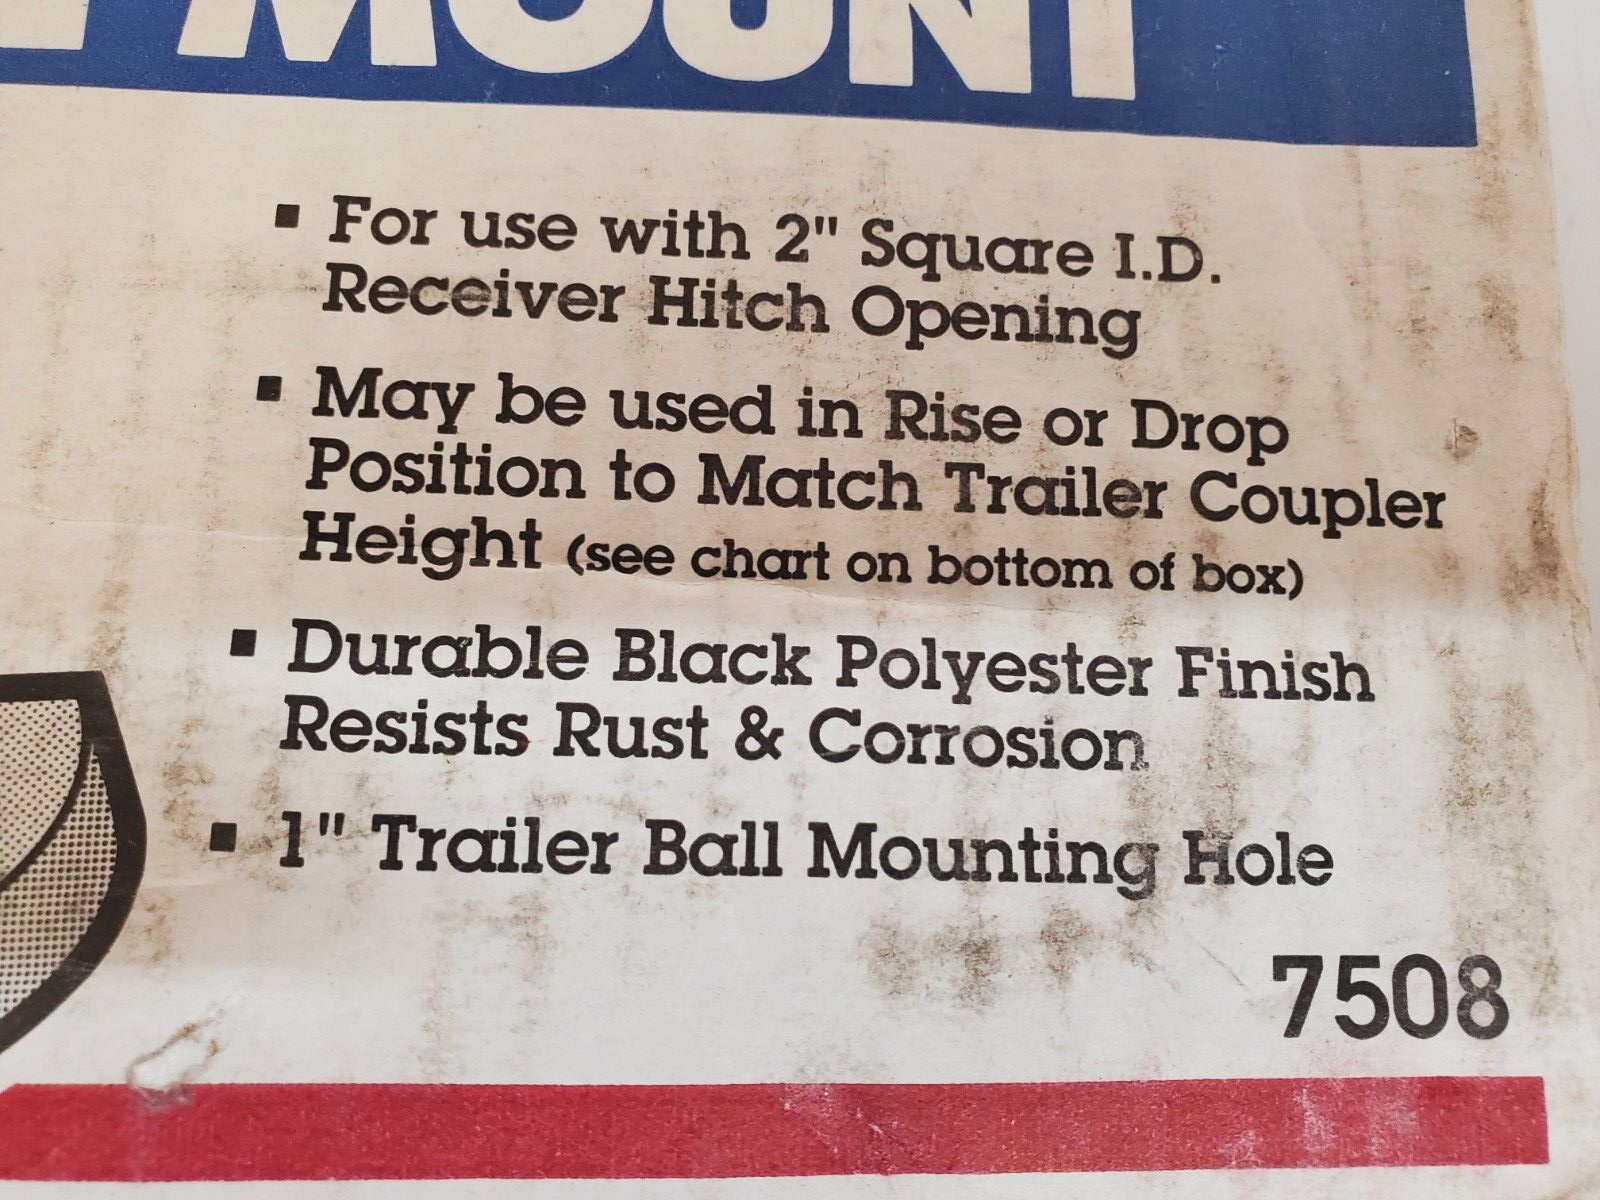 MOUNT
▪ For use with 2" Square I.D.
Receiver Hitch Opening
▪ May be used in Rise or Drop
Position to Match Trailer Coupler
Height (see chart on bottom of box)
▪ Durable Black Polyester Finish
Resists Rust & Corrosion
▪ 1" Trailer Ball Mounting Hole
7508